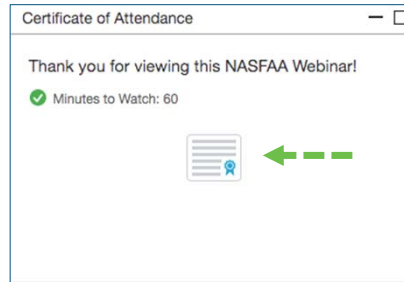 Certificate of Attendance
Thank you for viewing this NASFAA Webinar!
Minutes to Watch: 60